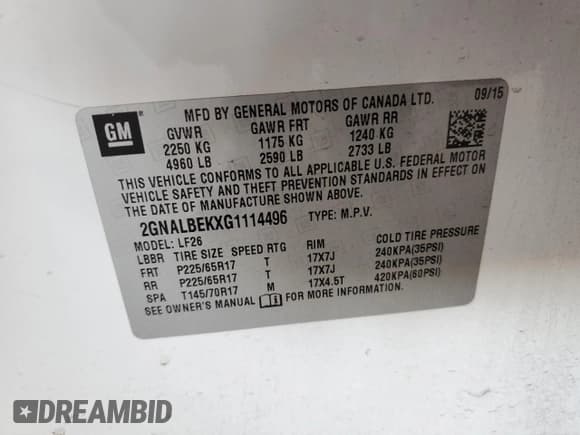 GM
®
MFD BY GENERAL MOTORS OF CANADA LTD. 09/15
GVWR GAWR FRT GAWR RR
2250 KG 1175 KG 1240 KG
4960 LB 2590 LB 2733 LB
THIS VEHICLE CONFORMS TO ALL APPLICABLE U.S. FEDERAL MOTOR
VEHICLE SAFETY AND THEFT PREVENTION STANDARDS IN EFFECT ON
THE DATE OF MANUFACTURE SHOWN ABOVE.
2GNALBEKXG1114496 TYPE: M.P.V.
MODEL: LF26
LBBR TIRE SIZE SPEED RTG RIM COLD TIRE PRESSURE
FRT P225/65R17 T 17X7J 240KPA(35PSI)
RR P225/65R17 T 17X7J 240KPA(35PSI)
SPA T145/70R17 M 17X4.5T 420KPA(60PSI)
SEE OWNER'S MANUAL FOR MORE INFORMATION.
DREAMBID